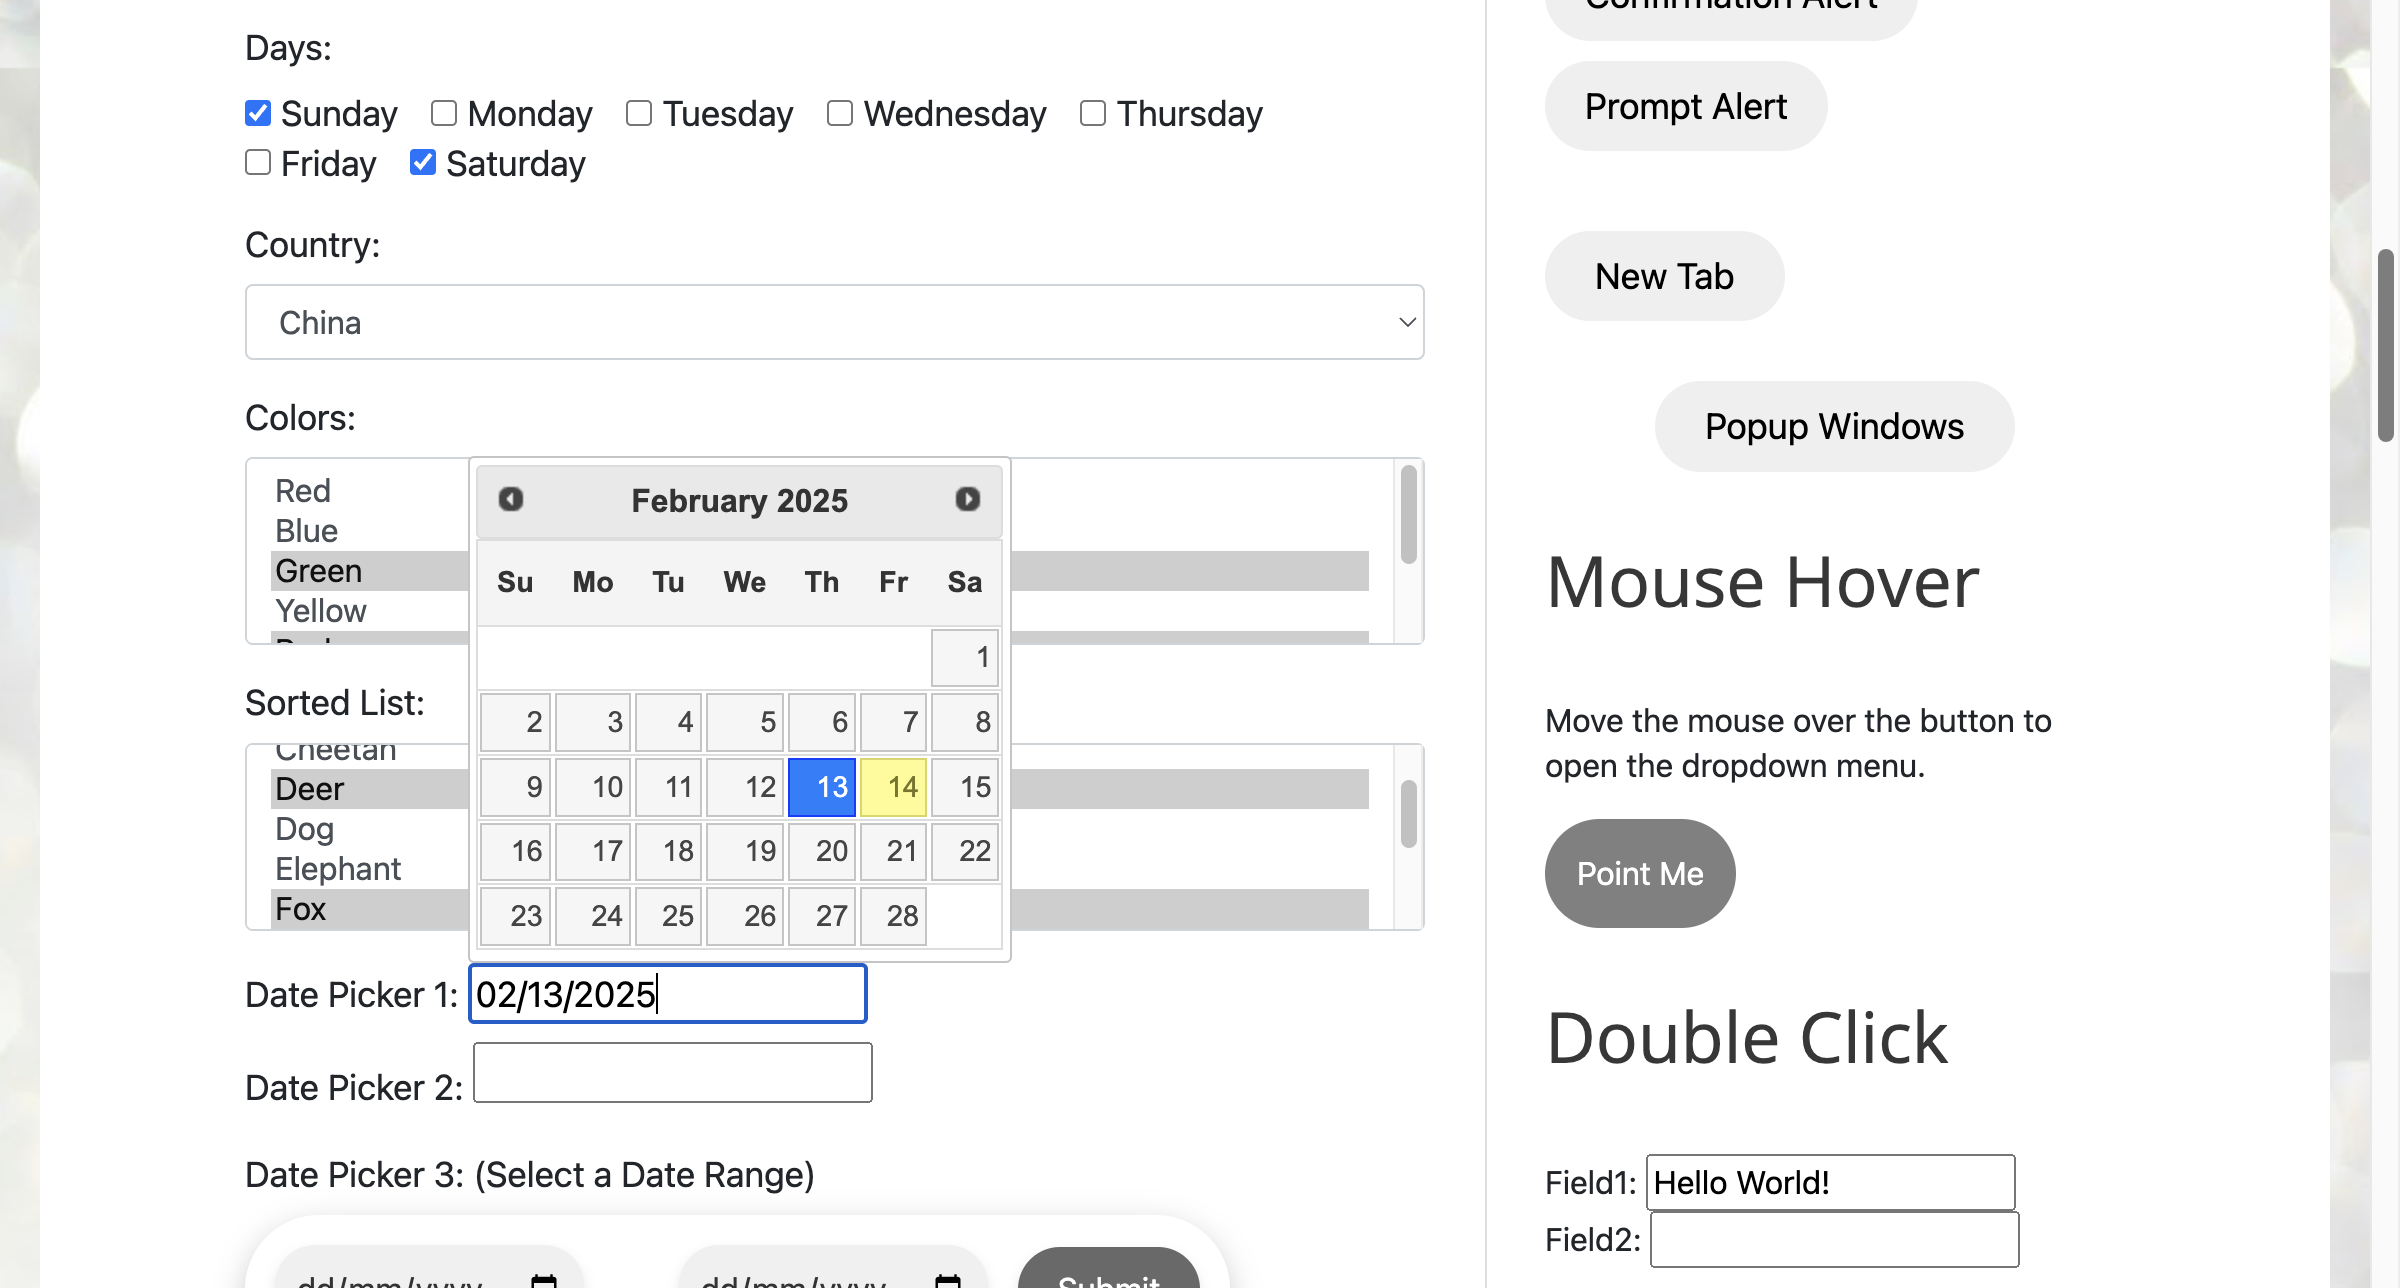 Days:
Sunday Monday Tuesday Wednesday Thursday
Friday Saturday
Country:
China
Colors:
Red
Blue
Green
Yellow
February 2025
Su Mo Tu We Th Fr Sa
1
2 3 4 5 6 7 8
9 10 11 12 13 14 15
16 17 18 19 20 21 22
23 24 25 26 27 28
Sorted List:
Cheetah
Deer
Dog
Elephant
Fox
Date Picker 1: 02/13/2025
Date Picker 2:
Date Picker 3: (Select a Date Range)
dd/mm/yyyy dd/mm/yyyy Submit
Confirmation Alert
Prompt Alert
New Tab
Popup Windows
Mouse Hover
Move the mouse over the button to
open the dropdown menu.
Point Me
Double Click
Field1: Hello World!
Field2: